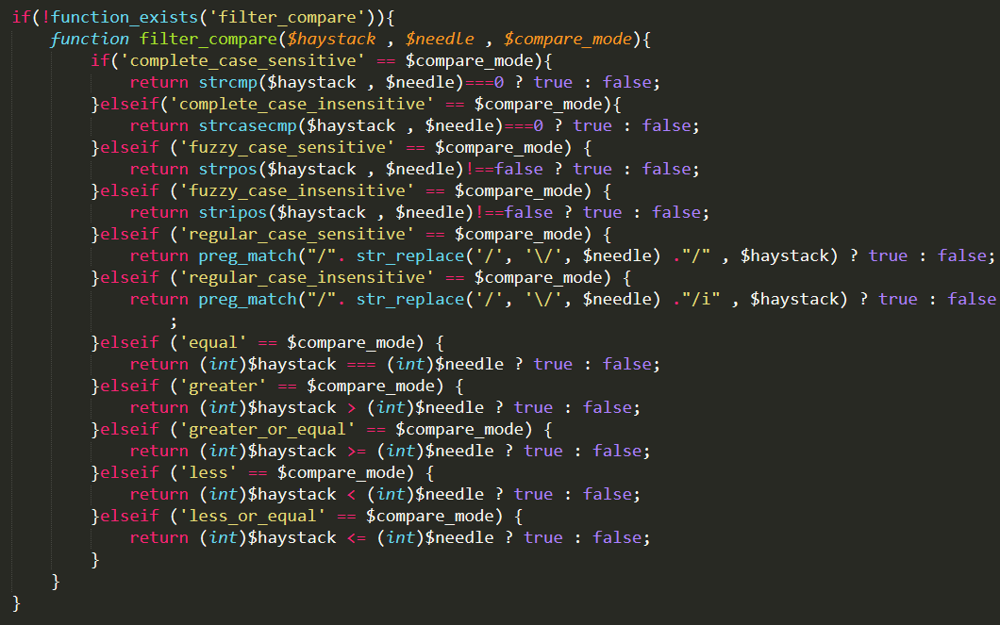 if(!function_exists('filter_compare')){
function filter_compare($haystack , $needle , $compare_mode){
if('complete_case_sensitive' == $compare_mode){
return strcmp($haystack , $needle)===0 ? true : false;
}elseif('complete_case_insensitive' == $compare_mode){
return strcasecmp($haystack , $needle)===0 ? true : false;
}elseif ('fuzzy_case_sensitive' == $compare_mode) {
return strpos($haystack , $needle)!==false ? true : false;
}elseif ('fuzzy_case_insensitive' == $compare_mode) {
return stripos($haystack , $needle)!==false ? true : false;
}elseif ('regular_case_sensitive' == $compare_mode) {
return preg_match("/". str_replace('/', '\/', $needle) ."/" , $haystack) ? true : false;
}elseif ('regular_case_insensitive' == $compare_mode) {
return preg_match("/". str_replace('/', '\/', $needle) ."/i" , $haystack) ? true : false
;
}elseif ('equal' == $compare_mode) {
return (int)$haystack === (int)$needle ? true : false;
}elseif ('greater' == $compare_mode) {
return (int)$haystack > (int)$needle ? true : false;
}elseif ('greater_or_equal' == $compare_mode) {
return (int)$haystack >= (int)$needle ? true : false;
}elseif ('less' == $compare_mode) {
return (int)$haystack < (int)$needle ? true : false;
}elseif ('less_or_equal' == $compare_mode) {
return (int)$haystack <= (int)$needle ? true : false;
}
}
}